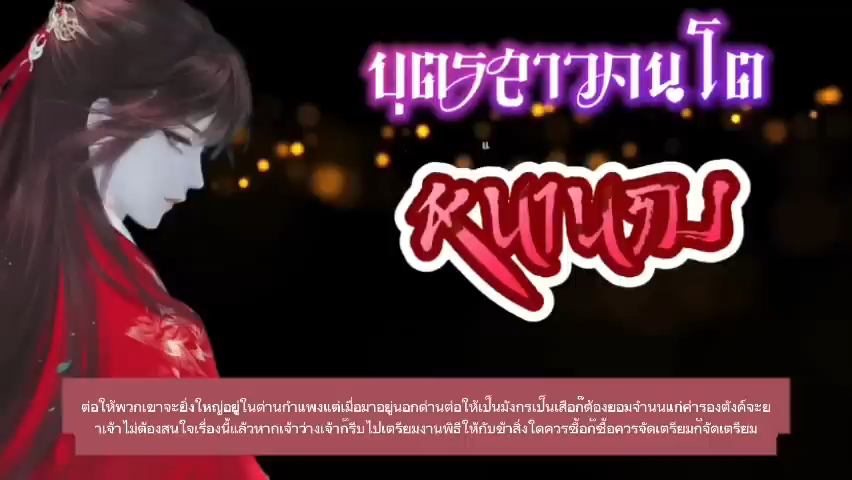 บุตรสาวคนโต
ต่อให้พวกเขาจะยิ่งใหญ่อยู่ในด่านกำแพงแต่เมื่อมาอยู่นอกด่านต่อให้เป็นมังกรเป็นเสือก็ต้องยอมจำนนแก่ค่ารองตังค์จะย
าเจ้าไม่ต้องสนใจเรื่องนี้แล้วหากเจ้าว่างเจ้าก็รีบไปเตรียมงานพิธีให้กับข้าสิ่งใดควรซื้อก็ซื้อควรจัดเตรียมก็จัดเตรียม